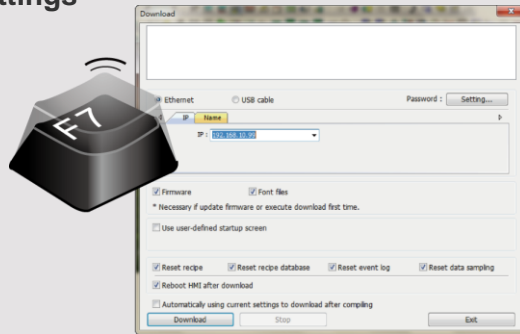 ttings
Download
Ethernet USB cable Password : Setting...
IP Name
IP : 192.168.10.99
Firmware Font files
* Necessary if update firmware or execute download first time.
Use user-defined startup screen
Reset recipe Reset recipe database Reset event log Reset data sampling
Reboot HMI after download
Automatically using current settings to download after compiling
Download Stop Exit
F7